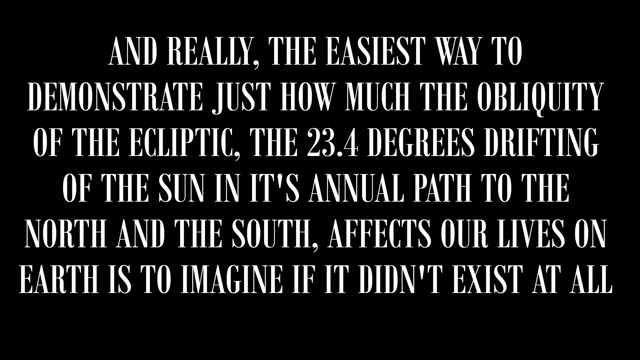 AND REALLY, THE EASIEST WAY TO
DEMONSTRATE JUST HOW MUCH THE OBLIQUITY
OF THE ECLIPTIC, THE 23.4 DEGREES DRIFTING
OF THE SUN IN IT'S ANNUAL PATH TO THE
NORTH AND THE SOUTH, AFFECTS OUR LIVES ON
EARTH IS TO IMAGINE IF IT DIDN'T EXIST AT ALL